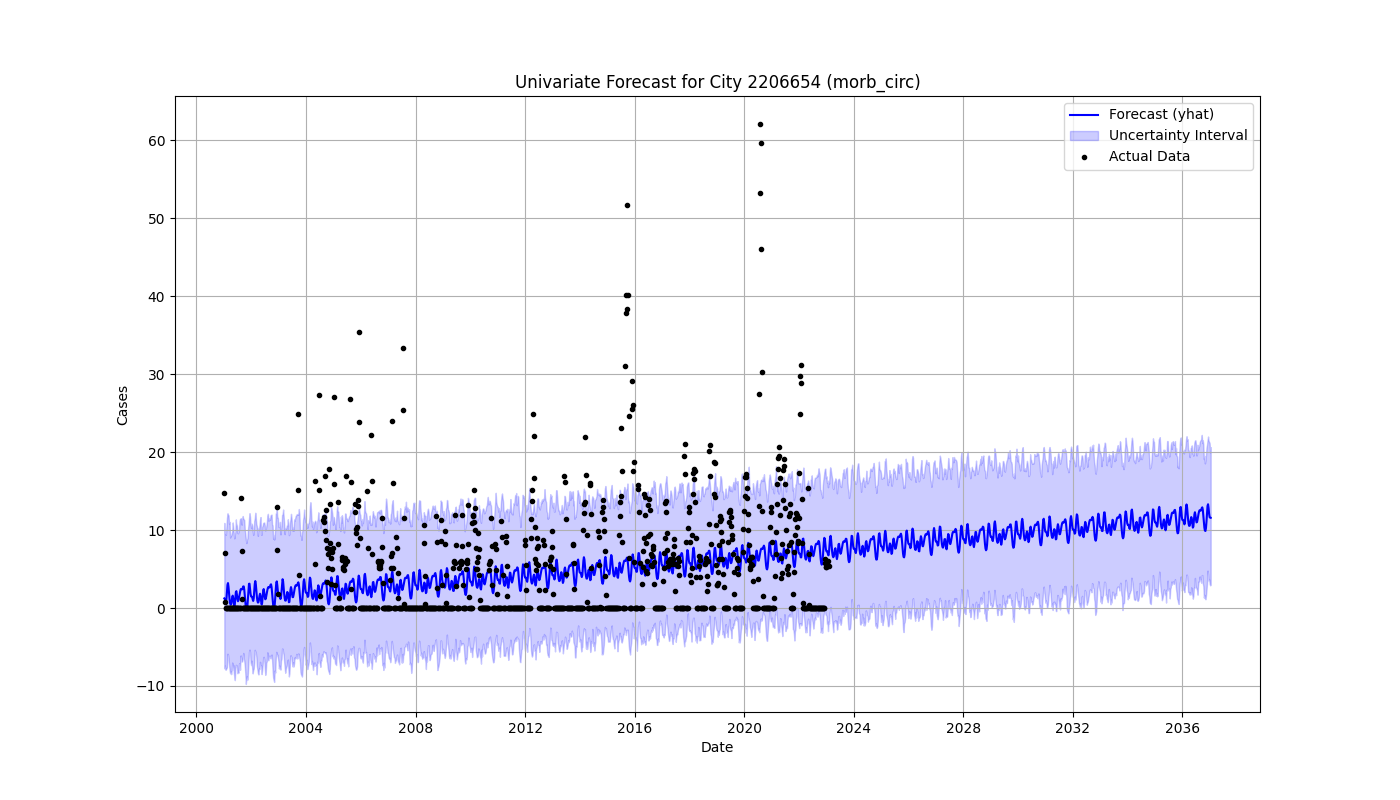 Univariate Forecast for City 2206654 (morb_circ)
Forecast (yhat)
Uncertainty Interval
Actual Data
Cases
60
50
40
30
20
10
0
−10
2000 2004 2008 2012 2016 2020 2024 2028 2032 2036
Date